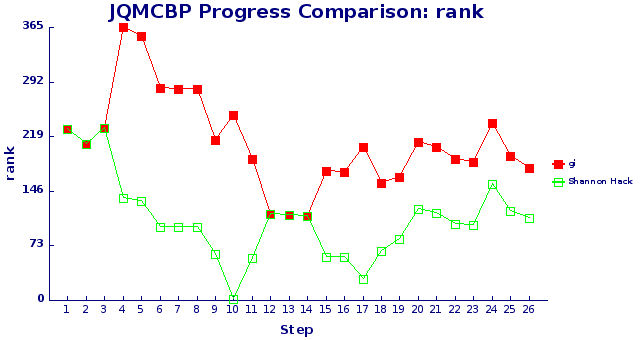 JQMCBP Progress Comparison: rank
365
292
219
146
73
0
rank
1 2 3 4 5 6 7 8 9 10 11 12 13 14 15 16 17 18 19 20 21 22 23 24 25 26
Step
gi
Shannon Hack